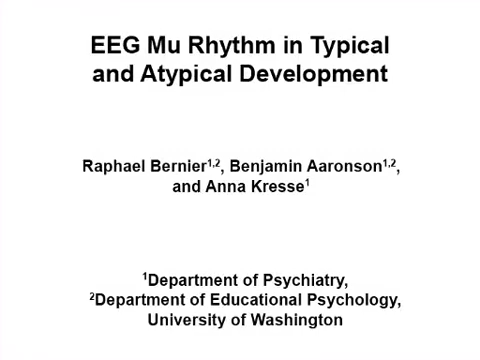 EEG Mu Rhythm in Typical
and Atypical Development
Raphael Bernier¹,², Benjamin Aaronson¹,²,
and Anna Kresse¹
¹Department of Psychiatry,
²Department of Educational Psychology,
University of Washington